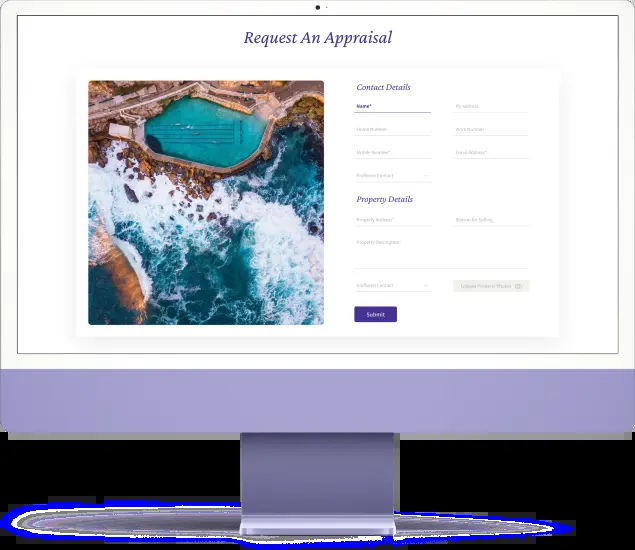 Request An Appraisal
Contact Details
Name*
My Address
Home Number
Work Number
Mobile Number*
Email Address*
Preferred Contact
Property Details
Property Address*
Reason for Selling
Property Description
Preferred Contact
Upload Property Photos
Submit